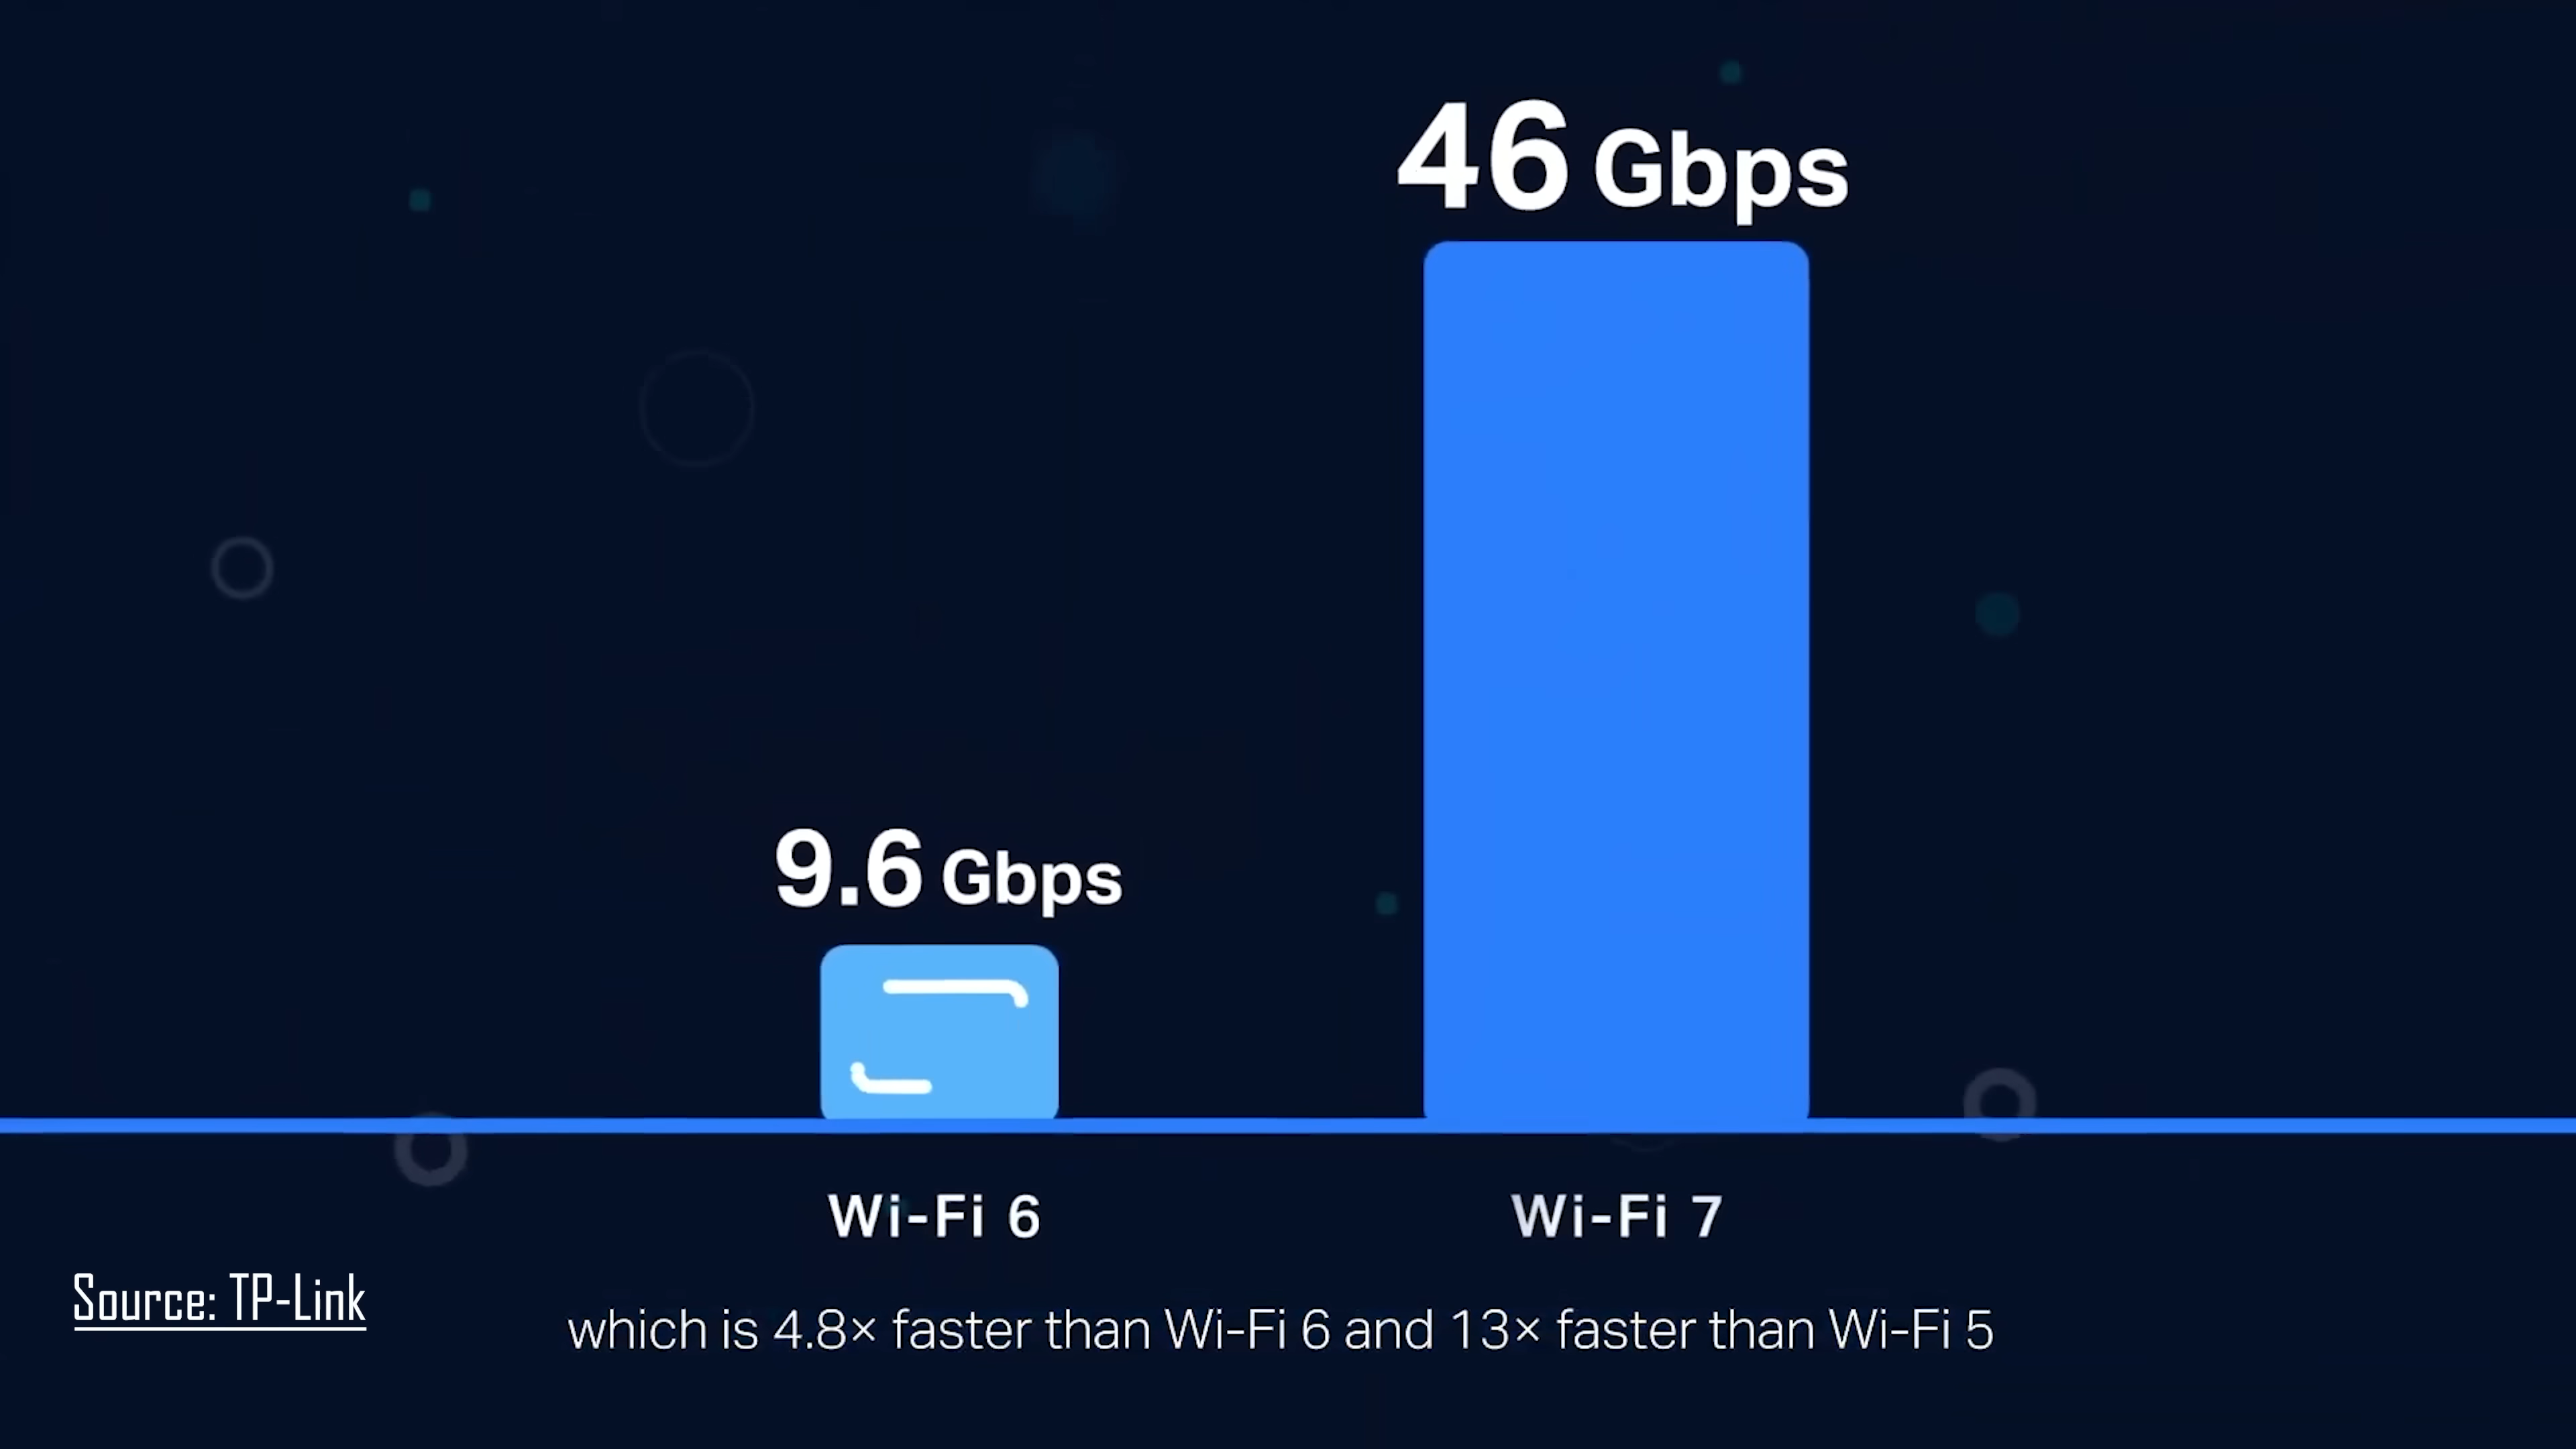 46 Gbps
9.6 Gbps
Wi-Fi 6
Wi-Fi 7
Source: TP-Link
which is 4.8× faster than Wi-Fi 6 and 13× faster than Wi-Fi 5